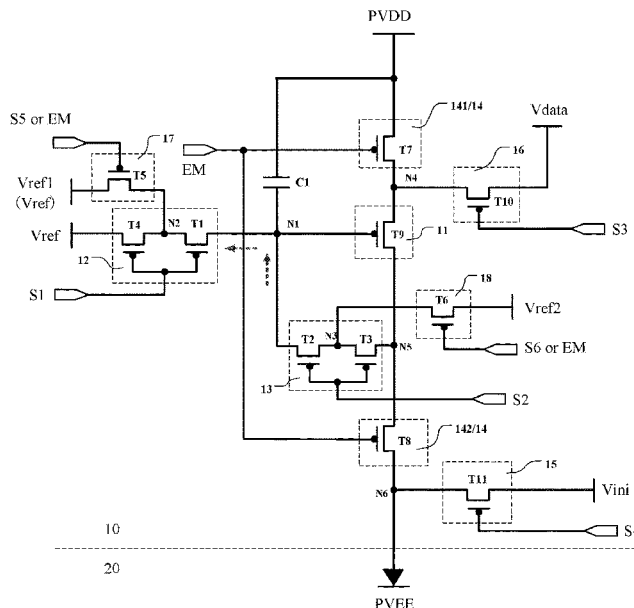 PVDD
141/14
S5 or EM
17
Vdata
T7
16
T5
EM
C1
N4
Vref1
(Vref)
T10
T4
N2
T1
N1
T9
11
Vref
S3
12
18
T6
S1
N3
Vref2
T2
T3
N5
S6 or EM
13
S2
142/14
T8
15
T11
N6
Vini
10
S
20
PVEE